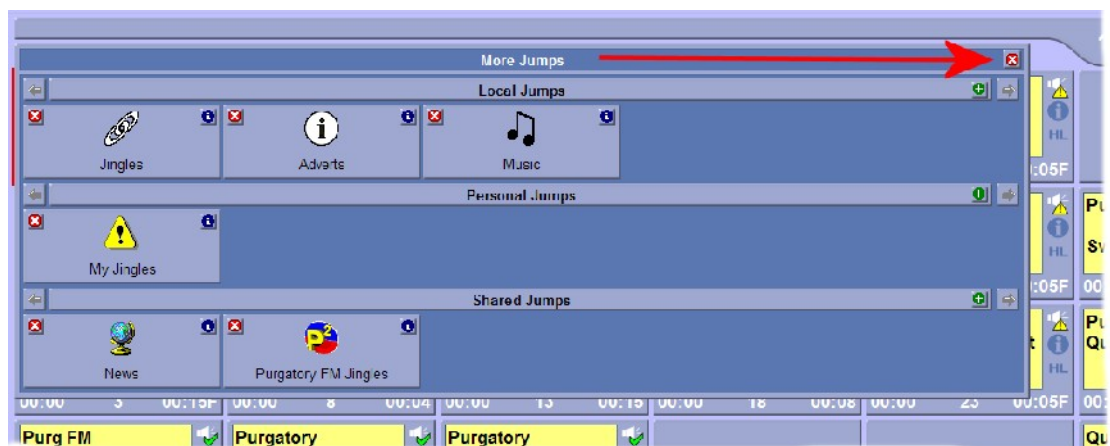 More Jumps
Local Jumps
Jingles
Adverts
Music
:05F
Personal Jumps
My Jingles
:05F
00
Shared Jumps
News
Purgatory FM Jingles
HL
HL
HL
00:00 3 00:15F 00:00 8 00:04 00:00 13 00:15 00:00 18 00:08 00:00 23 00:05F 00:
Purg FM
Purgatory
Purgatory